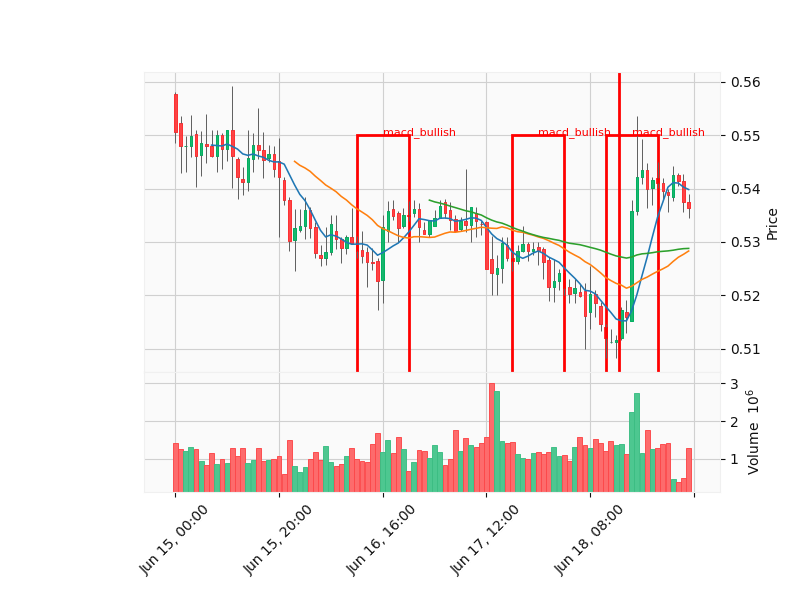 0.56
macd_bullish macd_bullish macd_bullish 0.55
0.54
0.53
0.52
0.51
Price
3
2
1
Volume 10^6
Jun 15, 00:00
Jun 15, 20:00
Jun 16, 16:00
Jun 17, 12:00
Jun 18, 08:00